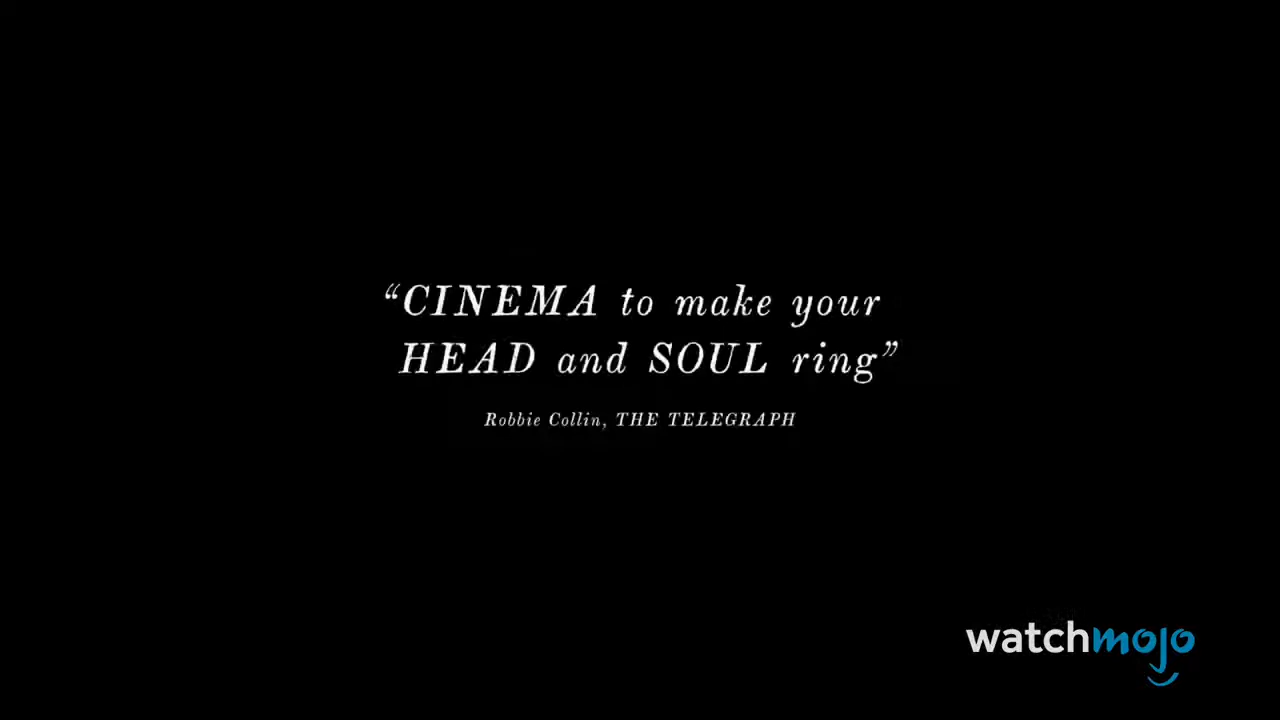 “CINEMA to make your
HEAD and SOUL ring”
Robbie Collin, THE TELEGRAPH
watchmojo